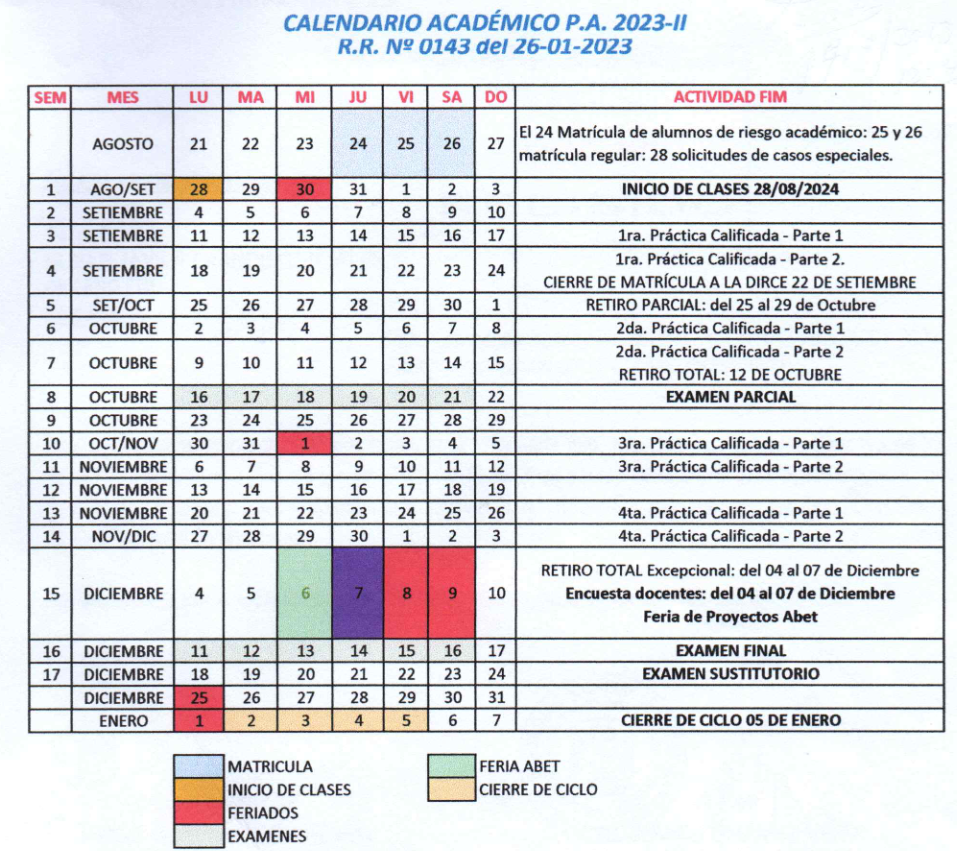 CALENDARIO ACADÉMICO P.A. 2023-II
R.R. Nº 0143 del 26-01-2023
SEM MES LU MA MI JU VI SA DO ACTIVIDAD FIM
AGOSTO 21 22 23 24 25 26 27 El 24 Matrícula de alumnos de riesgo académico: 25 y 26
matrícula regular: 28 solicitudes de casos especiales.
1 AGO/SET 28 29 30 31 1 2 3 INICIO DE CLASES 28/08/2024
2 SETIEMBRE 4 5 6 7 8 9 10
3 SETIEMBRE 11 12 13 14 15 16 17 1ra. Práctica Calificada - Parte 1
4 SETIEMBRE 18 19 20 21 22 23 24 1ra. Práctica Calificada - Parte 2.
CIERRE DE MATRÍCULA A LA DIRCE 22 DE SETIEMBRE
5 SET/OCT 25 26 27 28 29 30 1 RETIRO PARCIAL: del 25 al 29 de Octubre
6 OCTUBRE 2 3 4 5 6 7 8 2da. Práctica Calificada - Parte 1
7 OCTUBRE 9 10 11 12 13 14 15 2da. Práctica Calificada - Parte 2
RETIRO TOTAL: 12 DE OCTUBRE
8 OCTUBRE 16 17 18 19 20 21 22 EXAMEN PARCIAL
9 OCTUBRE 23 24 25 26 27 28 29
10 OCT/NOV 30 31 1 2 3 4 5 3ra. Práctica Calificada - Parte 1
11 NOVIEMBRE 6 7 8 9 10 11 12 3ra. Práctica Calificada - Parte 2
12 NOVIEMBRE 13 14 15 16 17 18 19
13 NOVIEMBRE 20 21 22 23 24 25 26 4ta. Práctica Calificada - Parte 1
14 NOV/DIC 27 28 29 30 1 2 3 4ta. Práctica Calificada - Parte 2
15 DICIEMBRE 4 5 6 7 8 9 10 RETIRO TOTAL Excepcional: del 04 al 07 de Diciembre
Encuesta docentes: del 04 al 07 de Diciembre
Feria de Proyectos Abet
16 DICIEMBRE 11 12 13 14 15 16 17 EXAMEN FINAL
17 DICIEMBRE 18 19 20 21 22 23 24 EXAMEN SUSTITUTORIO
DICIEMBRE 25 26 27 28 29 30 31
ENERO 1 2 3 4 5 6 7 CIERRE DE CICLO 05 DE ENERO
MATRICULA
INICIO DE CLASES
FERIADOS
EXAMENES
FERIA ABET
CIERRE DE CICLO